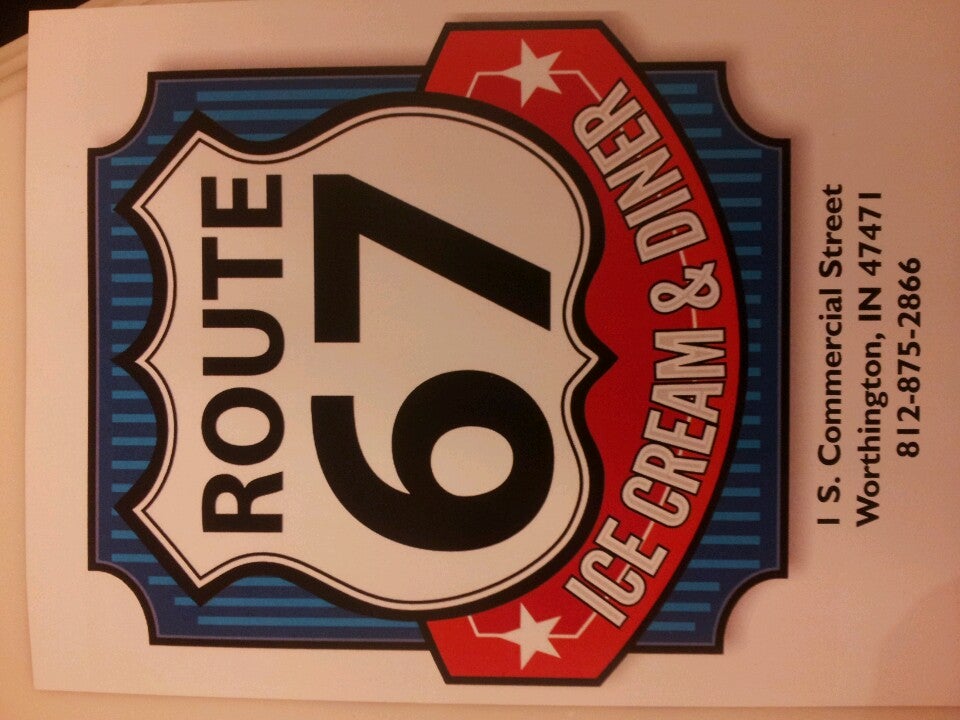 ROUTE
67
ICE CREAM & DINER
1 S. Commercial Street
Worthington, IN 47471
812-875-2866